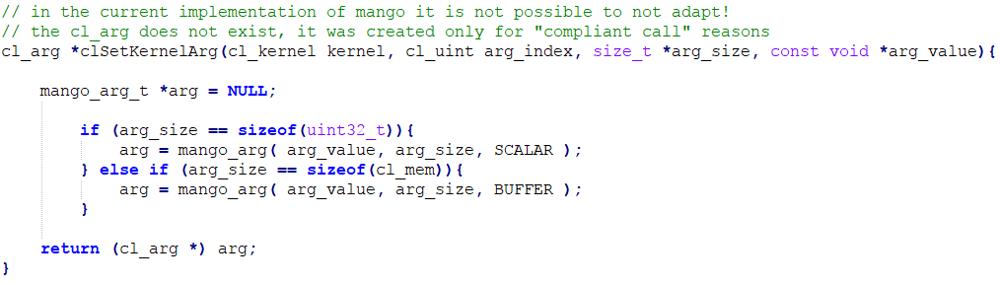 // in the current implementation of mango it is not possible to not adapt!
// the cl_arg does not exist, it was created only for "compliant call" reasons
cl_arg *clSetKernelArg(cl_kernel kernel, cl_uint arg_index, size_t *arg_size, const void *arg_value){
mango_arg_t *arg = NULL;
if (arg_size == sizeof(uint32_t)){
arg = mango_arg( arg_value, arg_size, SCALAR );
} else if (arg_size == sizeof(cl_mem)){
arg = mango_arg( arg_value, arg_size, BUFFER );
}
return (cl_arg *) arg;
}